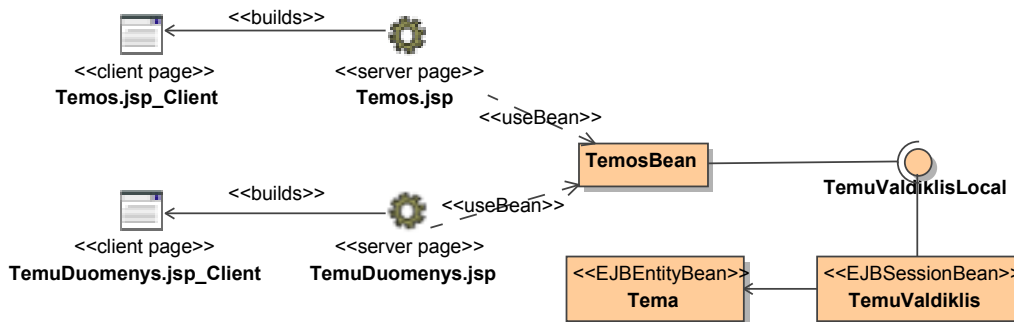 <<builds>>
<<client page>>
Temos.jsp_Client
<<server page>>
Temos.jsp
<<useBean>>
TemosBean
TemuValdiklisLocal
<<builds>>
<<useBean>>
<<client page>>
TemuDuomenys.jsp_Client
<<server page>>
TemuDuomenys.jsp
<<EJBEntityBean>>
Tema
<<EJBSessionBean>>
TemuValdiklis